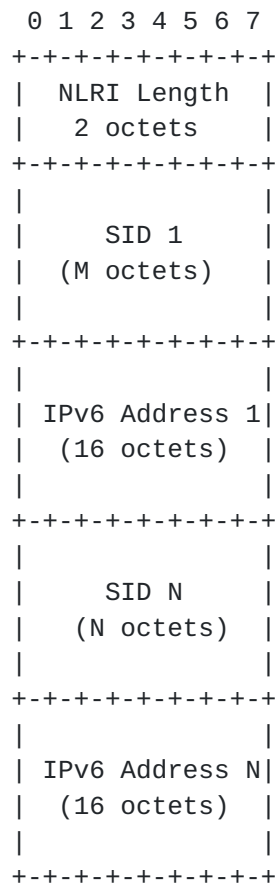 0 1 2 3 4 5 6 7
+-+-+-+-+-+-+-+-+
|  NLRI Length  |
|   2 octets    |
+-+-+-+-+-+-+-+-+
|               |
|     SID 1     |
|  (M octets)   |
|               |
+-+-+-+-+-+-+-+-+
|               |
| IPv6 Address 1|
|  (16 octets)  |
|               |
+-+-+-+-+-+-+-+-+
|               |
|     SID N     |
|   (N octets)  |
|               |
+-+-+-+-+-+-+-+-+
|               |
| IPv6 Address N|
|  (16 octets)  |
|               |
+-+-+-+-+-+-+-+-+